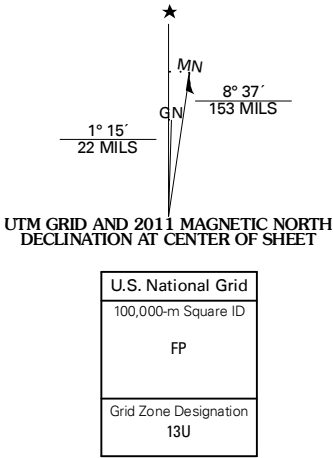 ★
MN
GN
8° 37´
153 MILS
1° 15´
22 MILS
UTM GRID AND 2011 MAGNETIC NORTH
DECLINATION AT CENTER OF SHEET
U.S. National Grid
100,000-m Square ID
FP
Grid Zone Designation
13U